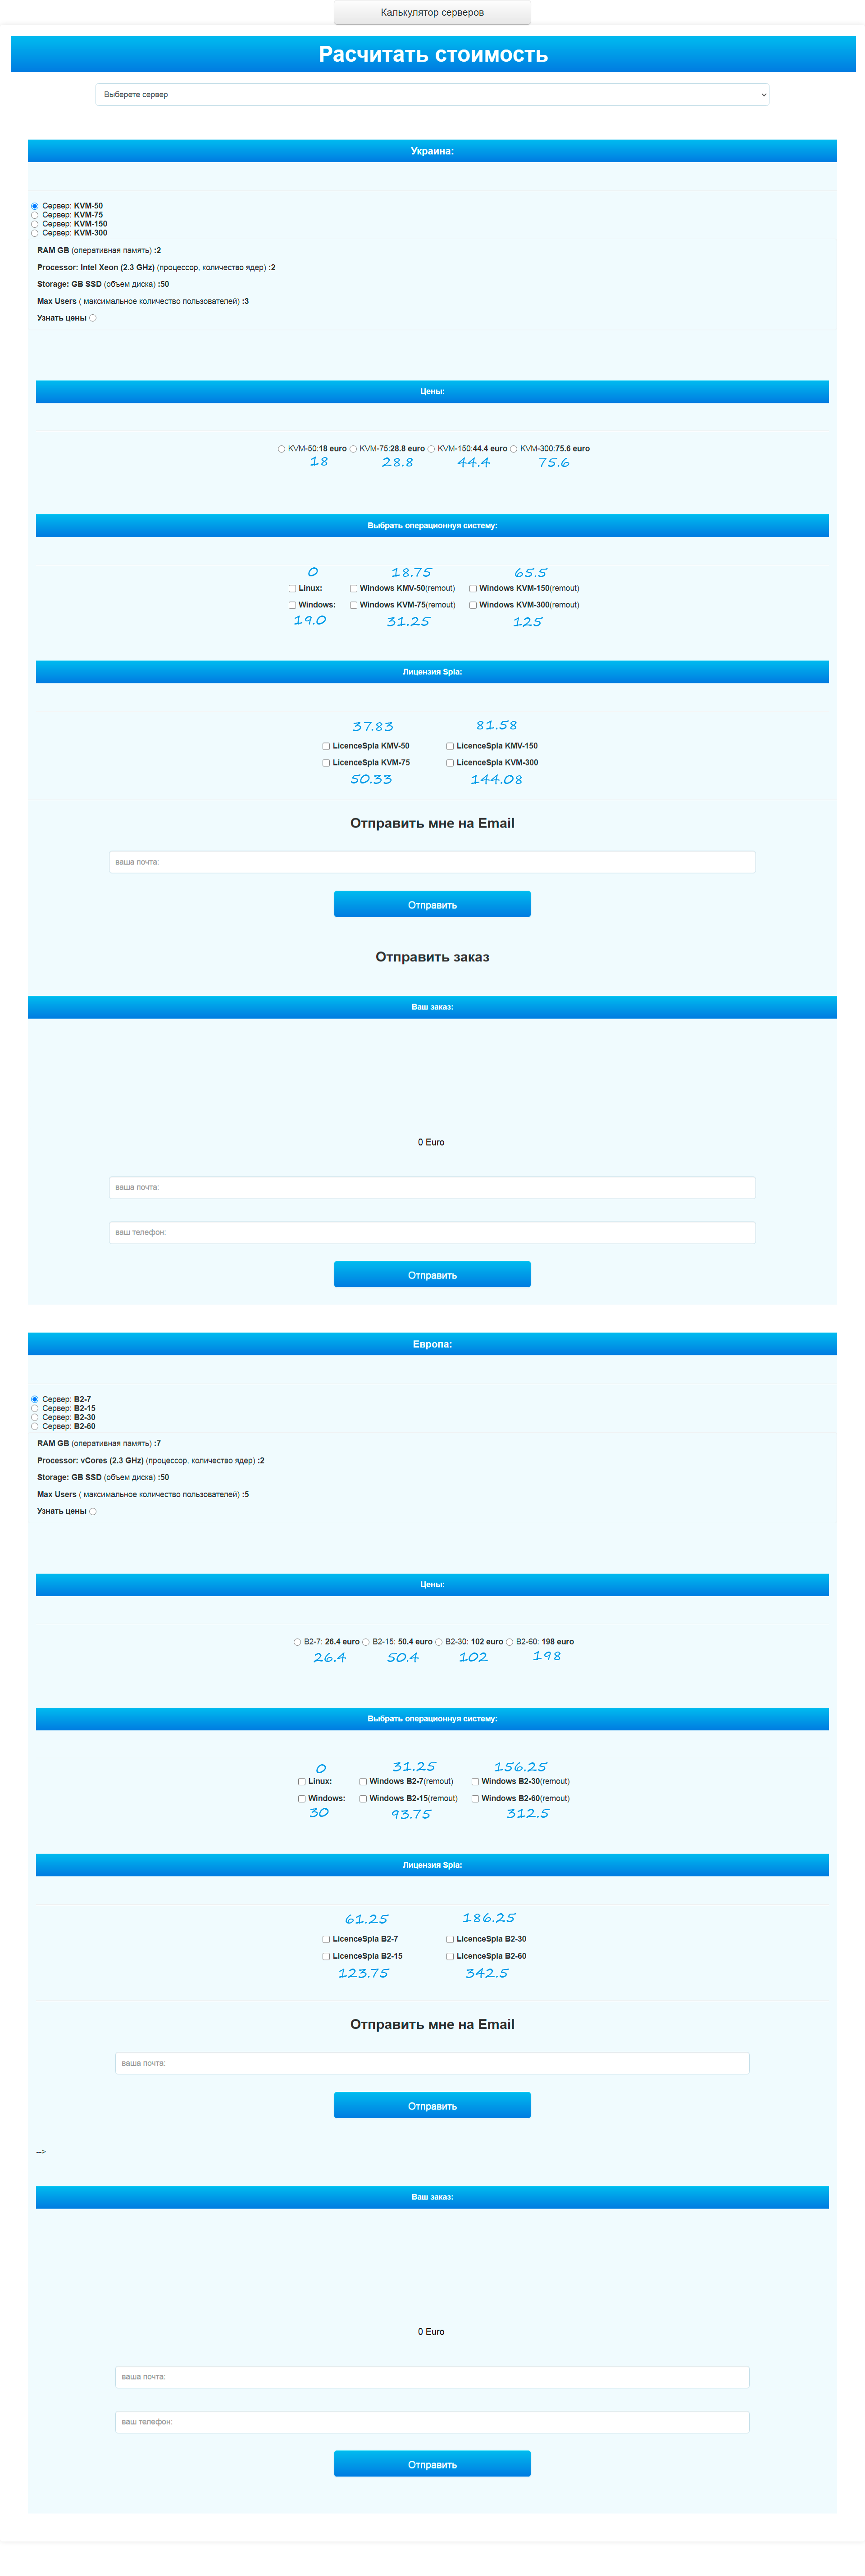 Калькулятор серверов
Расчитать стоимость
Выберете сервер
Украина:
Сервер: KVM-50
Сервер: KVM-75
Сервер: KVM-150
Сервер: KVM-300
RAM GB (оперативная память) :2
Processor: Intel Xeon (2.3 GHz) (процессор, количество ядер) :2
Storage: GB SSD (объем диска) :50
Max Users ( максимальное количество пользователей) :3
Узнать цены
Цены:
KVM-50:18 euro KVM-75:28.8 euro KVM-150:44.4 euro KVM-300:75.6 euro
18 28.8 44.4 75.6
Выбрать операционнуя систему:
0 18.75 65.5
Linux: Windows KMV-50(remout) Windows KVM-150(remout)
Windows: Windows KVM-75(remout) Windows KVM-300(remout)
19.0 31.25 125
Лицензия Spla:
37.83 81.58
LicenceSpla KMV-50 LicenceSpla KMV-150
LicenceSpla KVM-75 LicenceSpla KVM-300
50.33 144.08
Отправить мне на Email
ваша почта:
Отправить
Отправить заказ
Ваш заказ:
0 Euro
ваша почта:
ваш телефон:
Отправить
Европа:
Сервер: B2-7
Сервер: B2-15
Сервер: B2-30
Сервер: B2-60
RAM GB (оперативная память) :7
Processor: vCores (2.3 GHz) (процессор, количество ядер) :2
Storage: GB SSD (объем диска) :50
Max Users ( максимальное количество пользователей) :5
Узнать цены
Цены:
B2-7: 26.4 euro B2-15: 50.4 euro B2-30: 102 euro B2-60: 198 euro
26.4 50.4 102 198
Выбрать операционнуя систему:
0 31.25 156.25
Linux: Windows B2-7(remout) Windows B2-30(remout)
Windows: Windows B2-15(remout) Windows B2-60(remout)
30 93.75 312.5
Лицензия Spla:
61.25 186.25
LicenceSpla B2-7 LicenceSpla B2-30
LicenceSpla B2-15 LicenceSpla B2-60
123.75 342.5
Отправить мне на Email
ваша почта:
Отправить
-->
Ваш заказ:
0 Euro
ваша почта:
ваш телефон:
Отправить